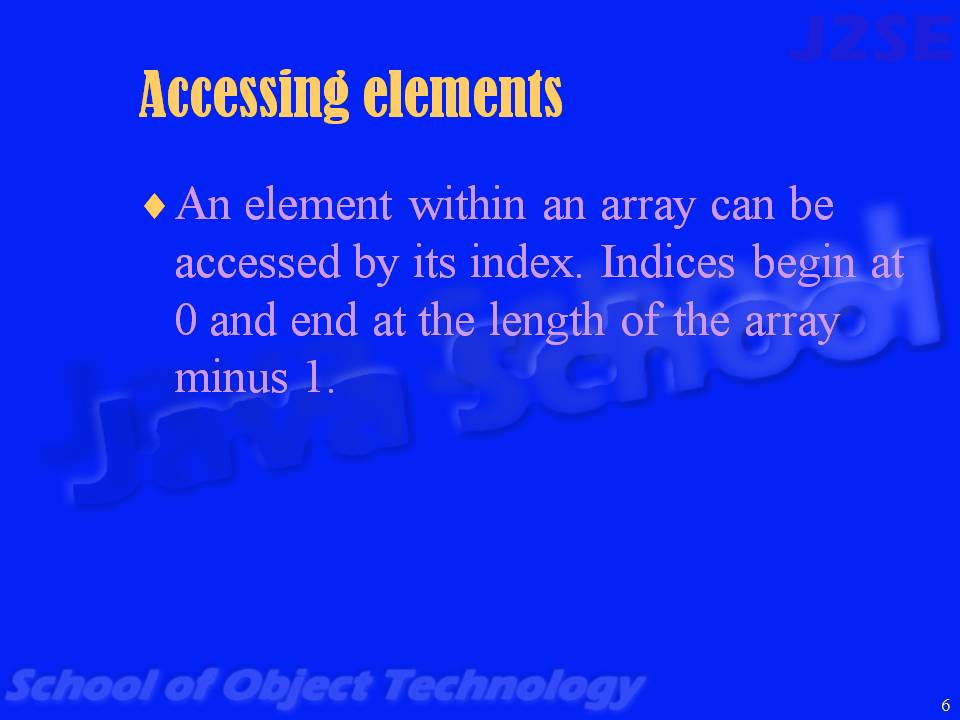 J2SE
Accessing elements
♦ An element within an array can be
accessed by its index. Indices begin at
0 and end at the length of the array
minus 1.
Java School
School of Object Technology
6